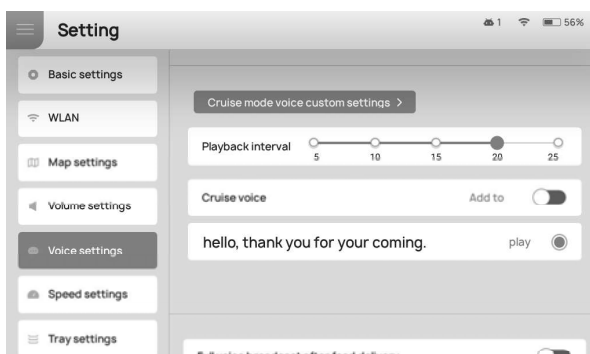 Setting
1
56%
Basic settings
WLAN
Map settings
Volume settings
Voice settings
Speed settings
Tray settings
Cruise mode voice custom settings >
Playback interval
5 10 15 20 25
Cruise voice Add to
hello, thank you for your coming. play